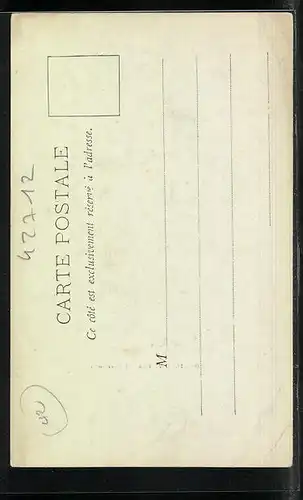 42712
CARTE POSTALE
Ce côté est exclusivement réservé à l'adresse.
M